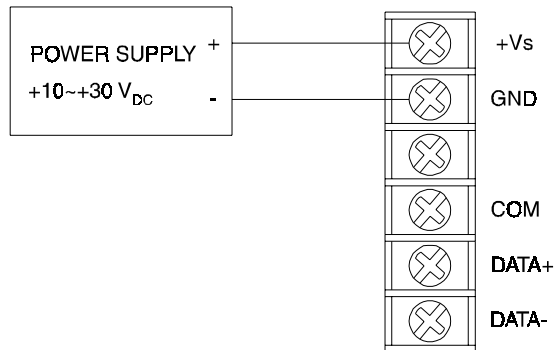 POWER SUPPLY +
+10~+30 VDC -
+Vs
GND
COM
DATA+
DATA-